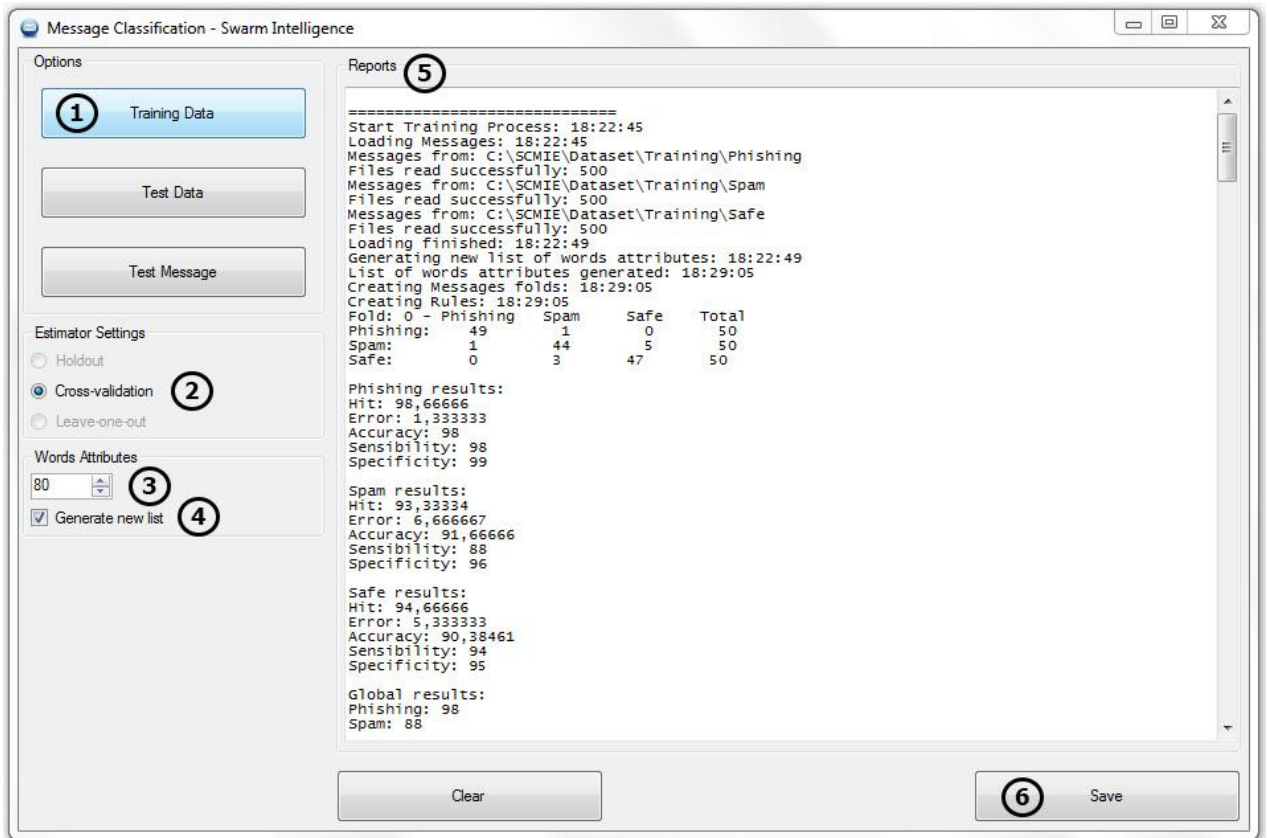 Message Classification - Swarm Intelligence
Options
1 Training Data
Test Data
Test Message
Estimator Settings
Holdout
Cross-validation 2
Leave-one-out
Words Attributes
80 3
Generate new list 4
Reports 5
=============================
Start Training Process: 18:22:45
Loading Messages: 18:22:45
Messages from: C:\SCMIE\Dataset\Training\Phishing
Files read successfully: 500
Messages from: C:\SCMIE\Dataset\Training\Spam
Files read successfully: 500
Messages from: C:\SCMIE\Dataset\Training\Safe
Files read successfully: 500
Loading finished: 18:22:49
Generating new list of words attributes: 18:22:49
List of words attributes generated: 18:29:05
Creating Messages folds: 18:29:05
Creating Rules: 18:29:05
Fold: 0 - Phishing Spam Safe Total
Phishing: 49 1 0 50
Spam: 1 44 5 50
Safe: 0 3 47 50
Phishing results:
Hit: 98,66666
Error: 1,333333
Accuracy: 98
Sensibility: 98
Specificity: 99
Spam results:
Hit: 93,33334
Error: 6,666667
Accuracy: 91,66666
Sensibility: 88
Specificity: 96
Safe results:
Hit: 94,66666
Error: 5,333333
Accuracy: 90,38461
Sensibility: 94
Specificity: 95
Global results:
Phishing: 98
Spam: 88
Clear
6 Save